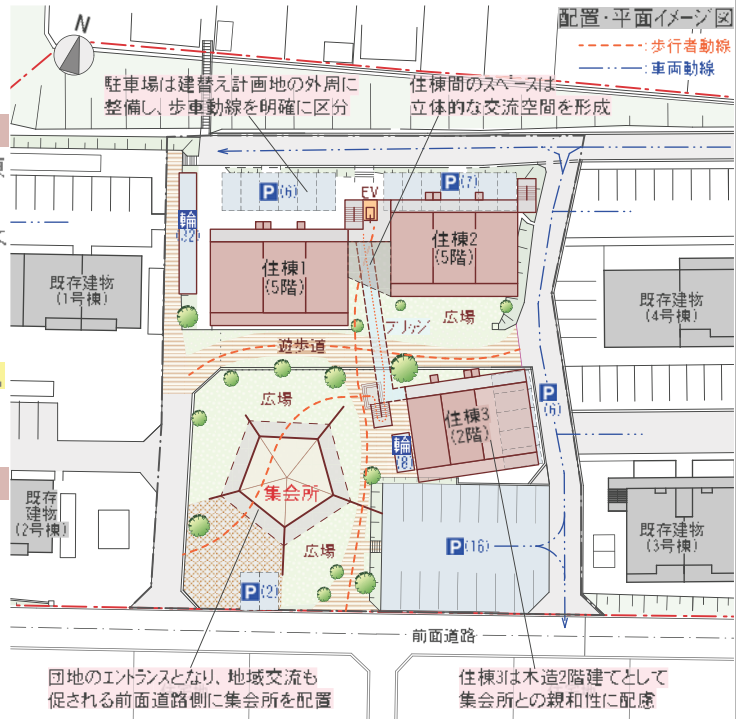 配置・平面イメージ図
歩行者動線
車両動線
N
駐車場は建替え計画地の外周に
整備し、歩車動線を明確に区分
住棟間のスペースは
立体的な交流空間を形成
P(6)
EV
P(7)
輪
(32)
住棟1
(5階)
住棟2
(5階)
既存建物
(1号棟)
既存建物
(4号棟)
ブリッジ
広場
遊歩道
広場
P
(6)
住棟3
(2階)
輪
(8)
集会所
既存
建物
(2号棟)
広場
P(16)
既存建物
(3号棟)
P(2)
前面道路
団地のエントランスとなり、地域交流も
促される前面道路側に集会所を配置
住棟3は木造2階建てとして
集会所との親和性に配慮